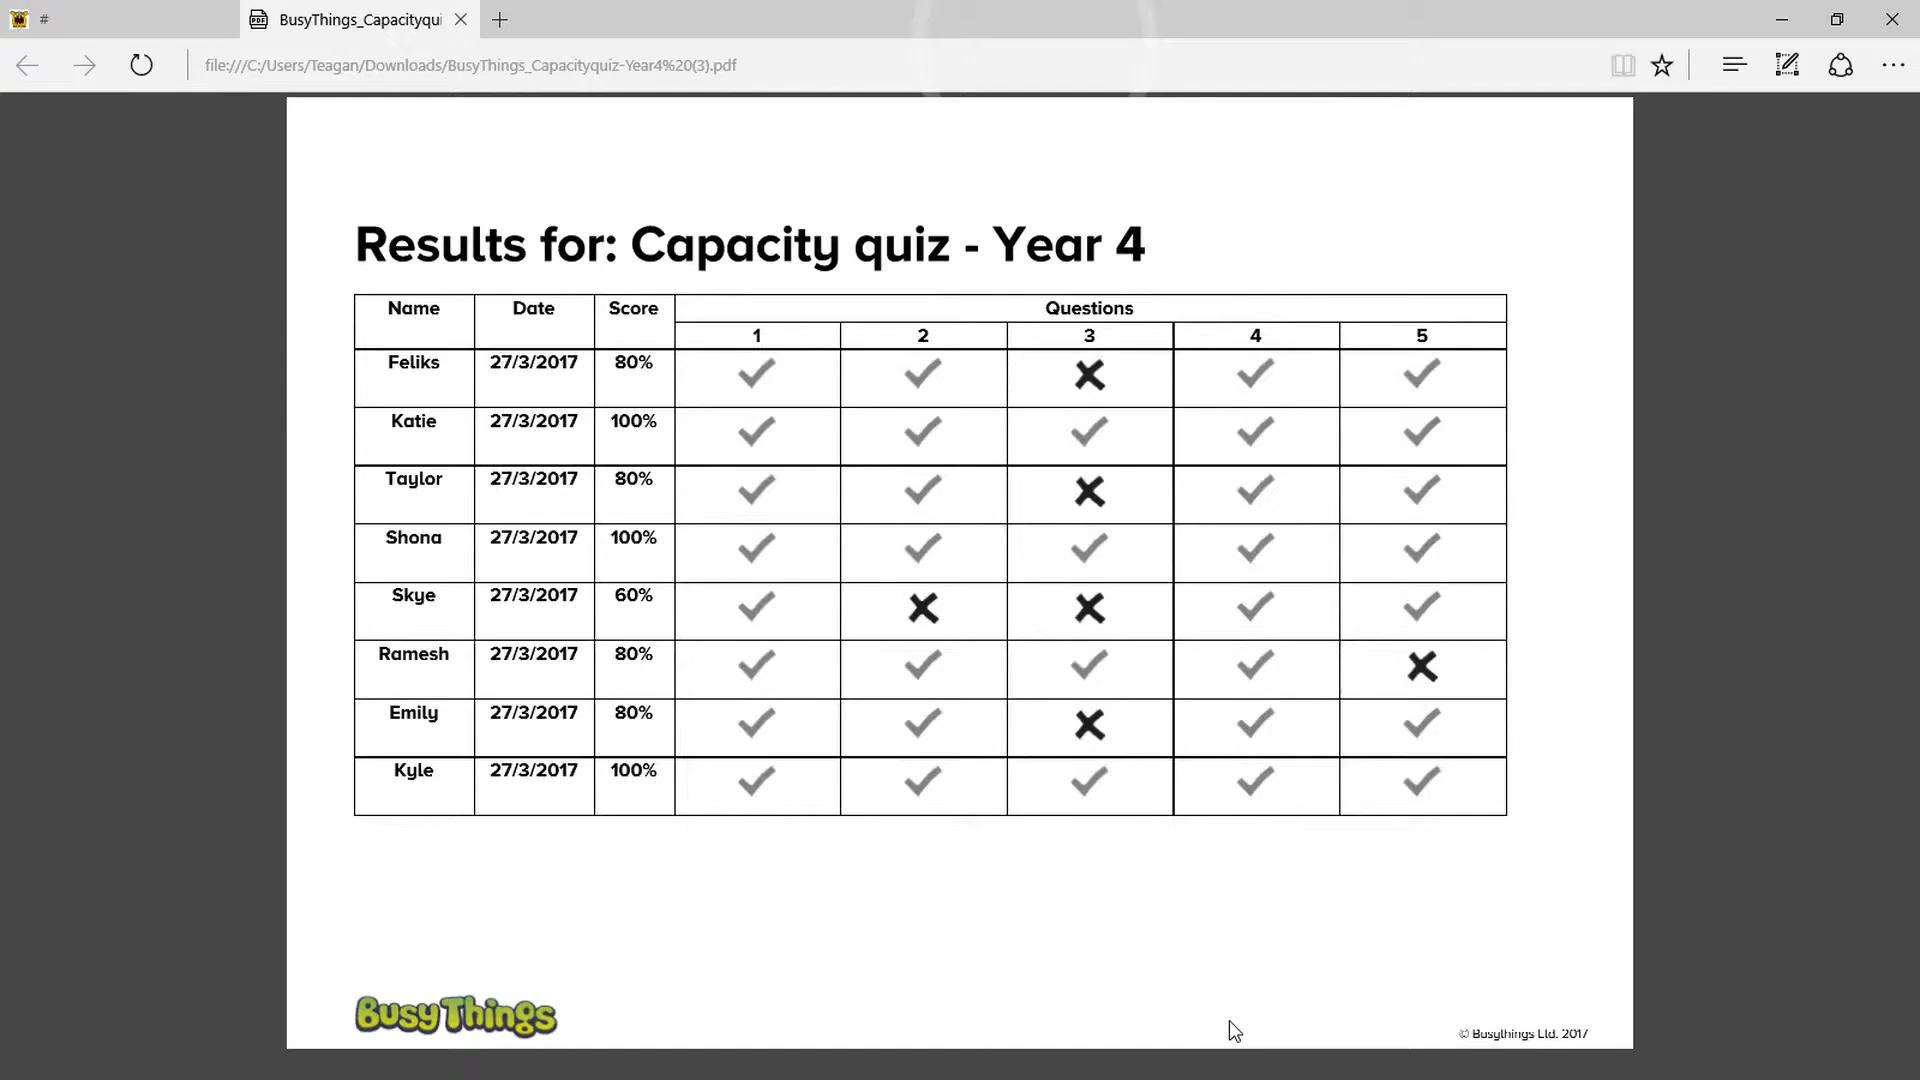 #
BusyThings_Capacityqui
file:///C:/Users/Teagan/Downloads/BusyThings_Capacityquiz-Year4%20(3).pdf
Results for: Capacity quiz - Year 4
Name Date Score Questions
1 2 3 4 5
Feliks 27/3/2017 80%
Katie 27/3/2017 100%
Taylor 27/3/2017 80%
Shona 27/3/2017 100%
Skye 27/3/2017 60%
Ramesh 27/3/2017 80%
Emily 27/3/2017 80%
Kyle 27/3/2017 100%
BusyThings
© Busythings Ltd. 2017